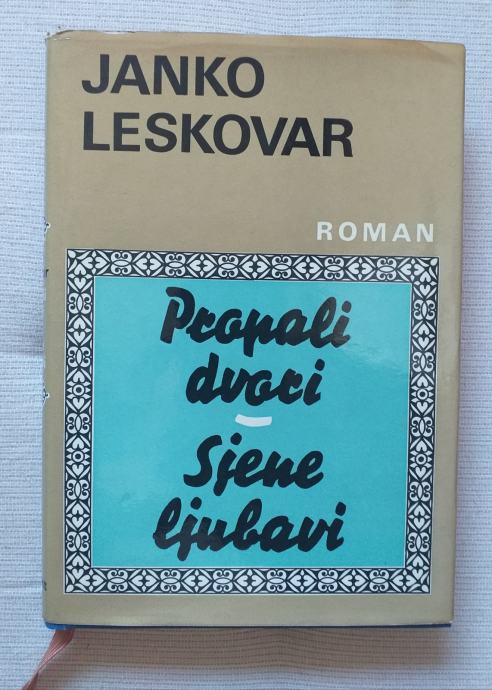 JANKO
LESKOVAR
ROMAN
Propali
dvori
-
Sjene
ljubavi